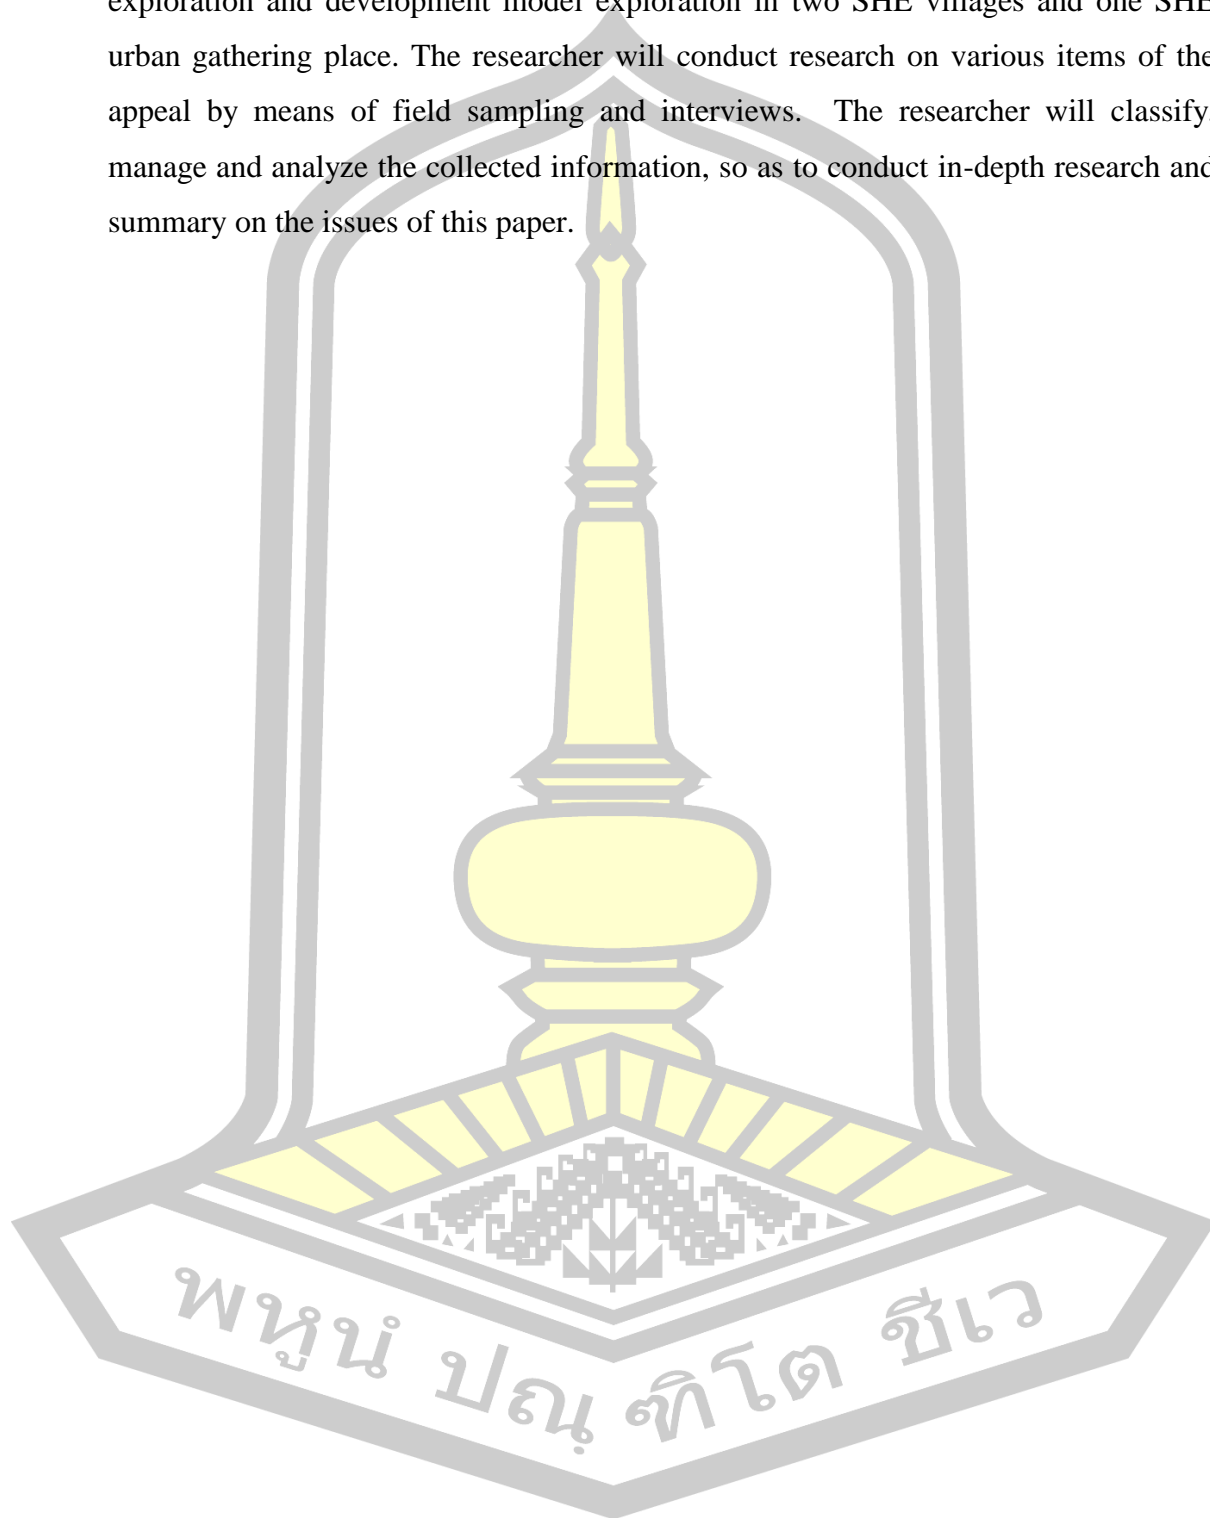 exploration and development model exploration in two SHE villages and one SHE
urban gathering place. The researcher will conduct research on various items of the
appeal by means of field sampling and interviews. The researcher will classify,
manage and analyze the collected information, so as to conduct in-depth research and
summary on the issues of this paper.
พหูนํ ปณฺฑิโต ชีเว